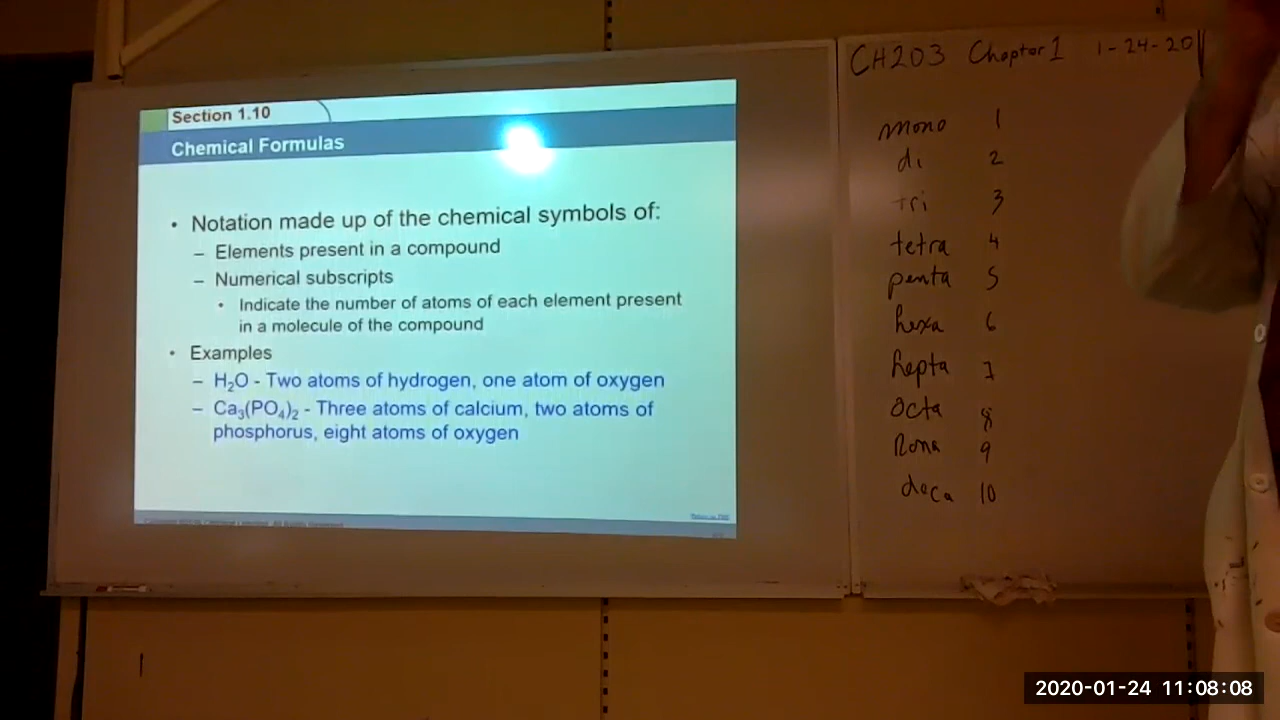 Section 1.10
Chemical Formulas
• Notation made up of the chemical symbols of:
– Elements present in a compound
– Numerical subscripts
• Indicate the number of atoms of each element present
in a molecule of the compound
• Examples
– H₂O - Two atoms of hydrogen, one atom of oxygen
– Ca₃(PO₄)₂ - Three atoms of calcium, two atoms of
phosphorus, eight atoms of oxygen
CH203 Chapter 1 1-24-20
mono 1
di 2
tri 3
tetra 4
penta 5
hexa 6
hepta 7
octa 8
nona 9
deca 10
2020-01-24 11:08:08